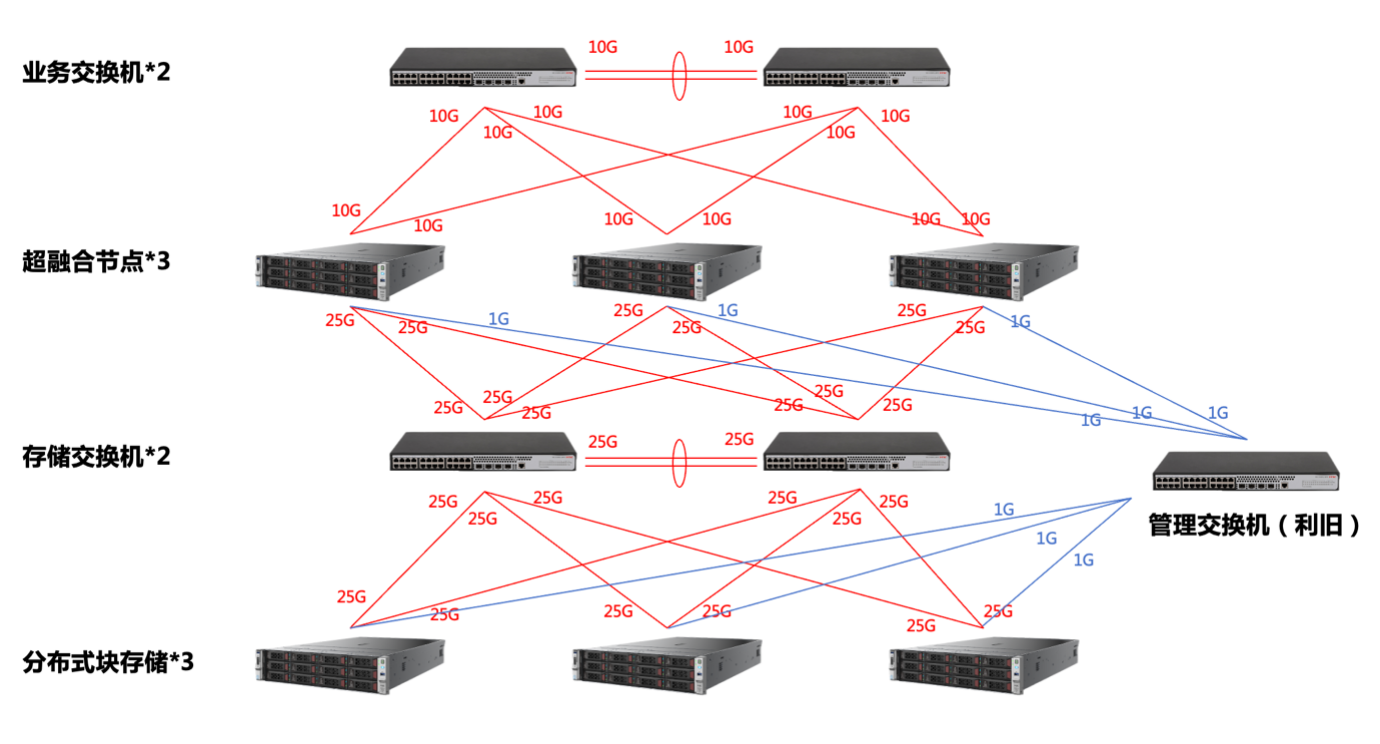 10G 10G
业务交换机*2
10G 10G 10G 10G
10G 10G
10G 10G 10G 10G 10G
10G
超融合节点*3
25G 1G 25G 1G 25G 1G
25G 25G 25G
25G 25G
25G 25G 25G 25G 1G 1G 1G
25G 25G
存储交换机*2
25G 25G 25G 25G 1G
25G 25G
管理交换机（利旧）
1G
1G
25G
25G 25G 25G 25G
25G
分布式块存储*3